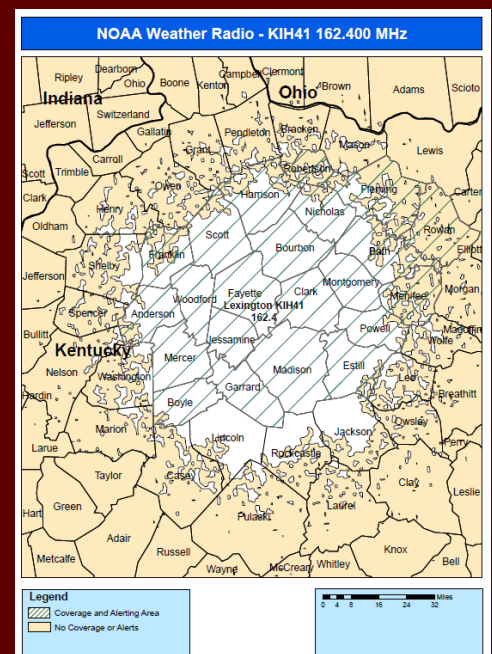 NOAA Weather Radio - KIH41 162.400 MHz
Dearborn
Ripley
Ohio
Boone
Kenton
Campbell
Clermont
Brown
Adams
Scioto
Indiana
Ohio
Switzerland
Jefferson
Gallatin
Grant
Pendleton
Bracken
Mason
Lewis
Carroll
Scott
Trimble
Owen
Robertson
Fleming
Carter
Clark
Henry
Harrison
Nicholas
Oldham
Scott
Bourbon
Rowan
Elliott
Jefferson
Shelby
Franklin
Bath
Woodford
Fayette
Clark
Montgomery
Menifee
Morgan
Lexington KIH41
162.4
Spencer
Anderson
Bullitt
Powell
Magoffin
Wolfe
Kentucky
Jessamine
Mercer
Nelson
Washington
Madison
Estill
Lee
Hardin
Garrard
Breathitt
Boyle
Owsley
Marion
Lincoln
Jackson
Perry
Larue
Rockcastle
Taylor
Casey
Clay
Leslie
Hart
Green
Pulaski
Laurel
Adair
Russell
Knox
Metcalfe
Wayne
McCreary
Whitley
Bell
Legend
Coverage and Alerting Area
No Coverage or Alerts
Miles
0 4 8 16 24 32